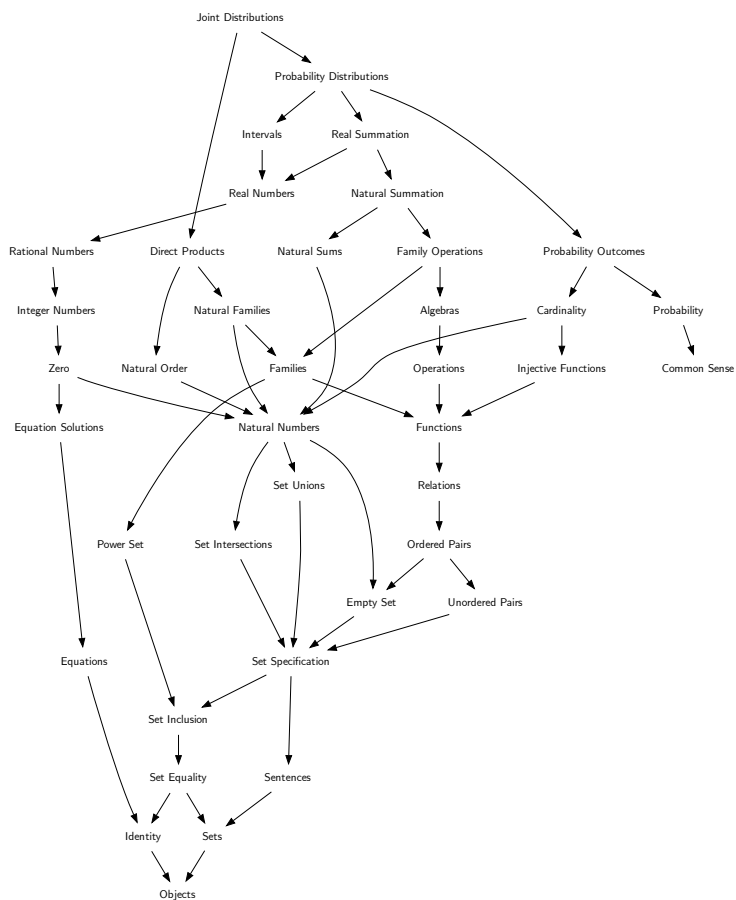 Joint Distributions
Probability Distributions
Intervals
Real Summation
Real Numbers
Natural Summation
Rational Numbers
Direct Products
Natural Sums
Family Operations
Probability Outcomes
Integer Numbers
Natural Families
Algebras
Cardinality
Probability
Zero
Natural Order
Families
Operations
Injective Functions
Common Sense
Equation Solutions
Natural Numbers
Functions
Set Unions
Relations
Power Set
Set Intersections
Ordered Pairs
Empty Set
Unordered Pairs
Equations
Set Specification
Set Inclusion
Set Equality
Sentences
Identity
Sets
Objects